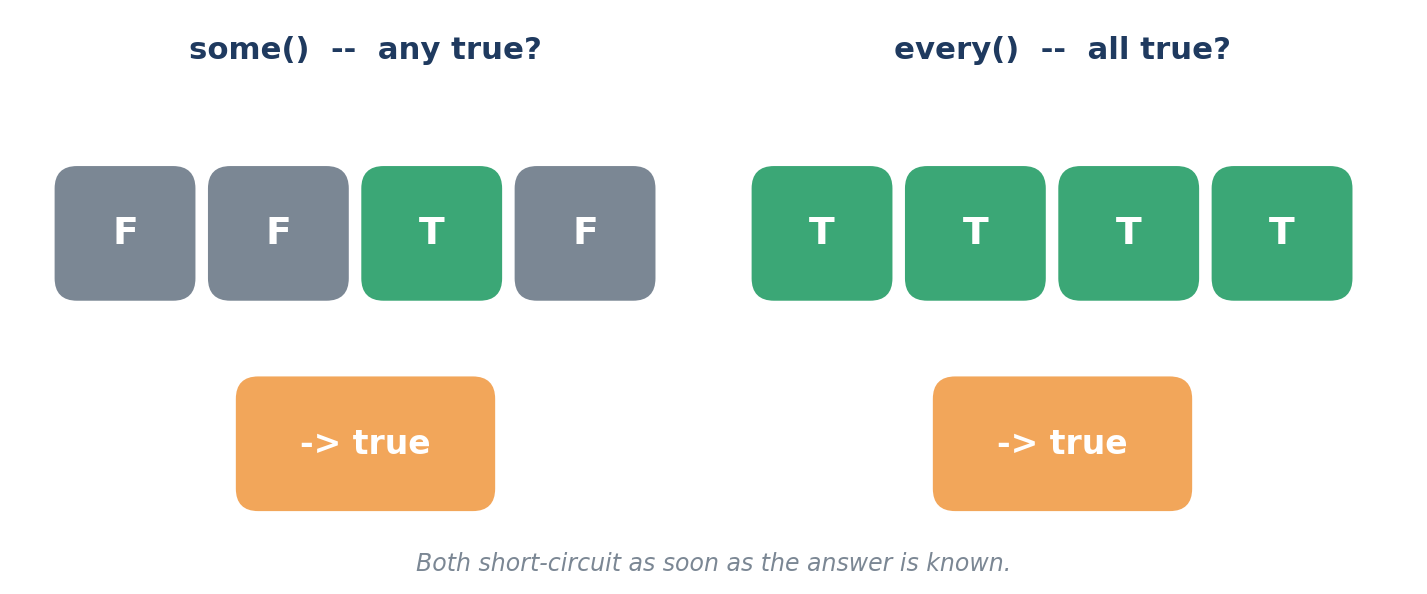 some()  --  any true?
F F T F
-> true
every()  --  all true?
T T T T
-> true
Both short-circuit as soon as the answer is known.